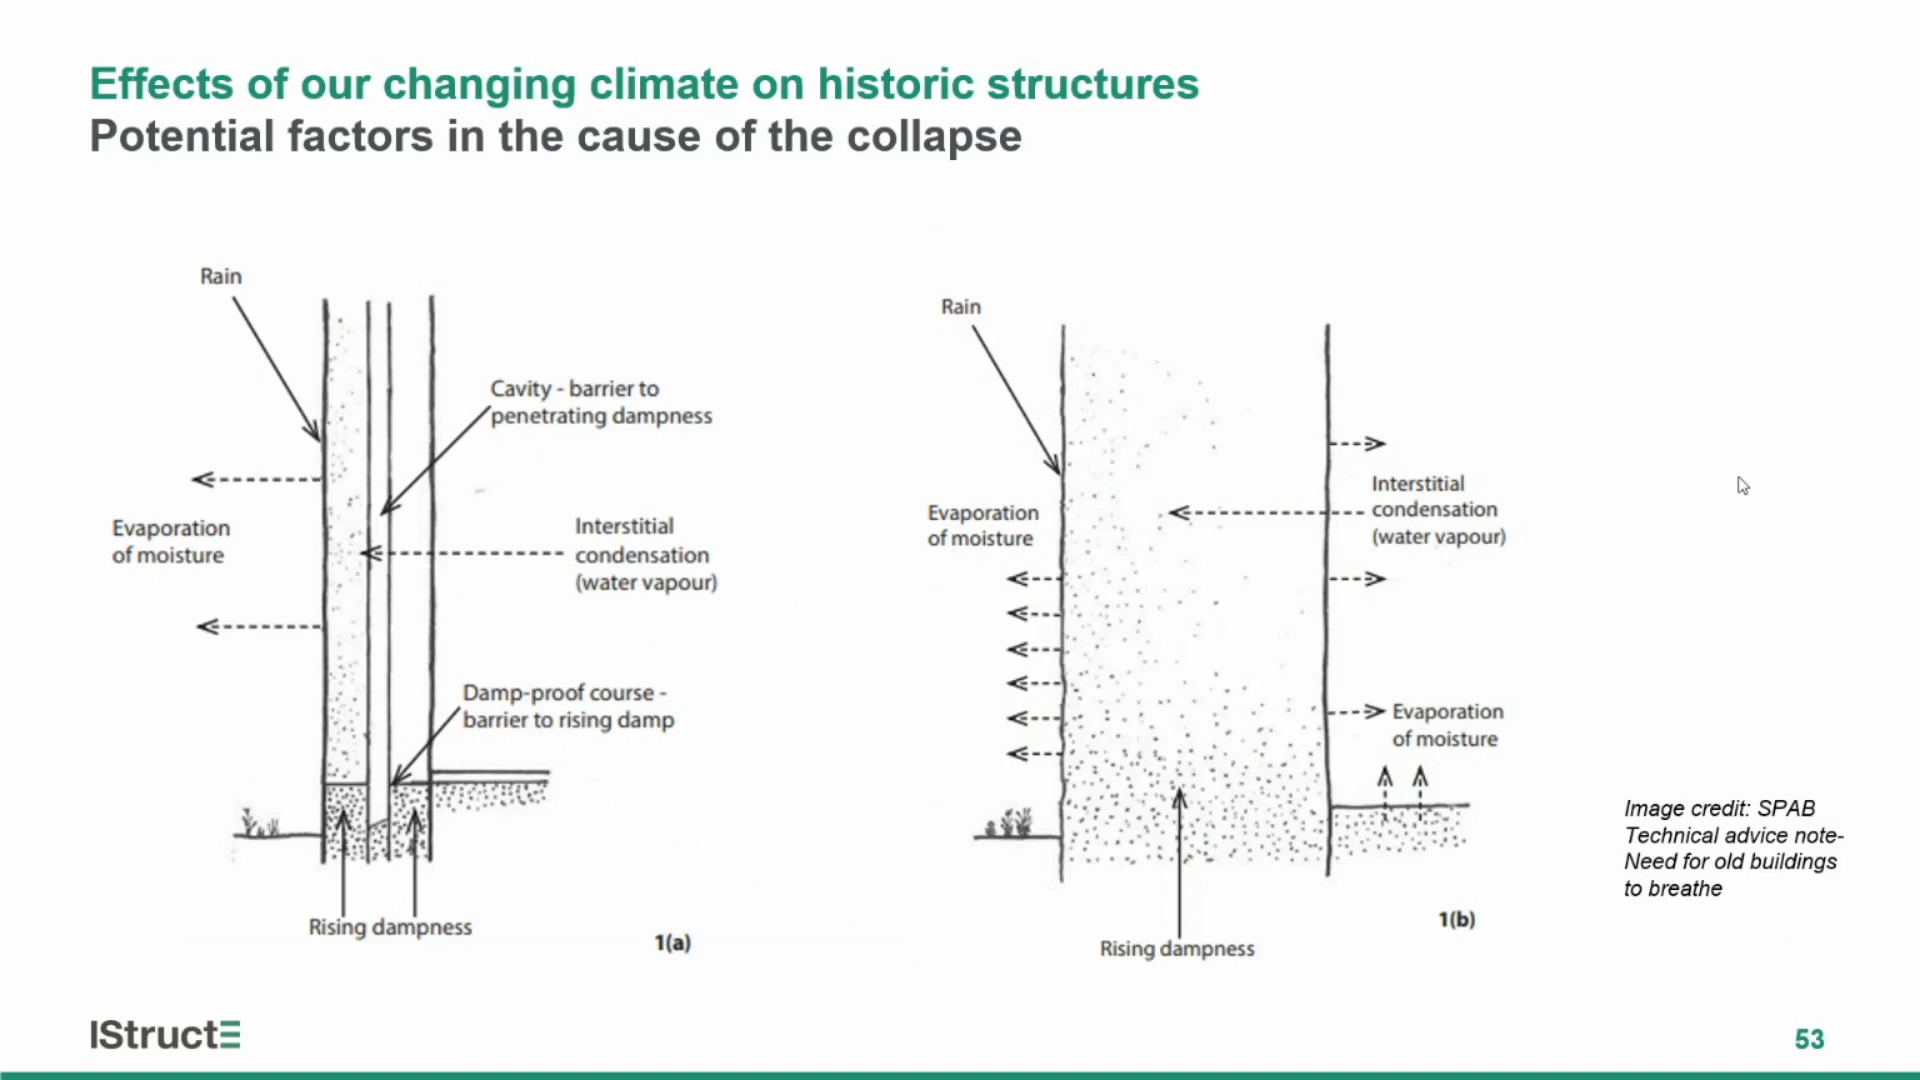 Effects of our changing climate on historic structures
Potential factors in the cause of the collapse
Rain
Cavity - barrier to
penetrating dampness
Evaporation
of moisture
Interstitial
condensation
(water vapour)
Damp-proof course -
barrier to rising damp
Rising dampness
1(a)
Rain
Evaporation
of moisture
Interstitial
condensation
(water vapour)
Evaporation
of moisture
Rising dampness
1(b)
Image credit: SPAB
Technical advice note-
Need for old buildings
to breathe
IStructE
53